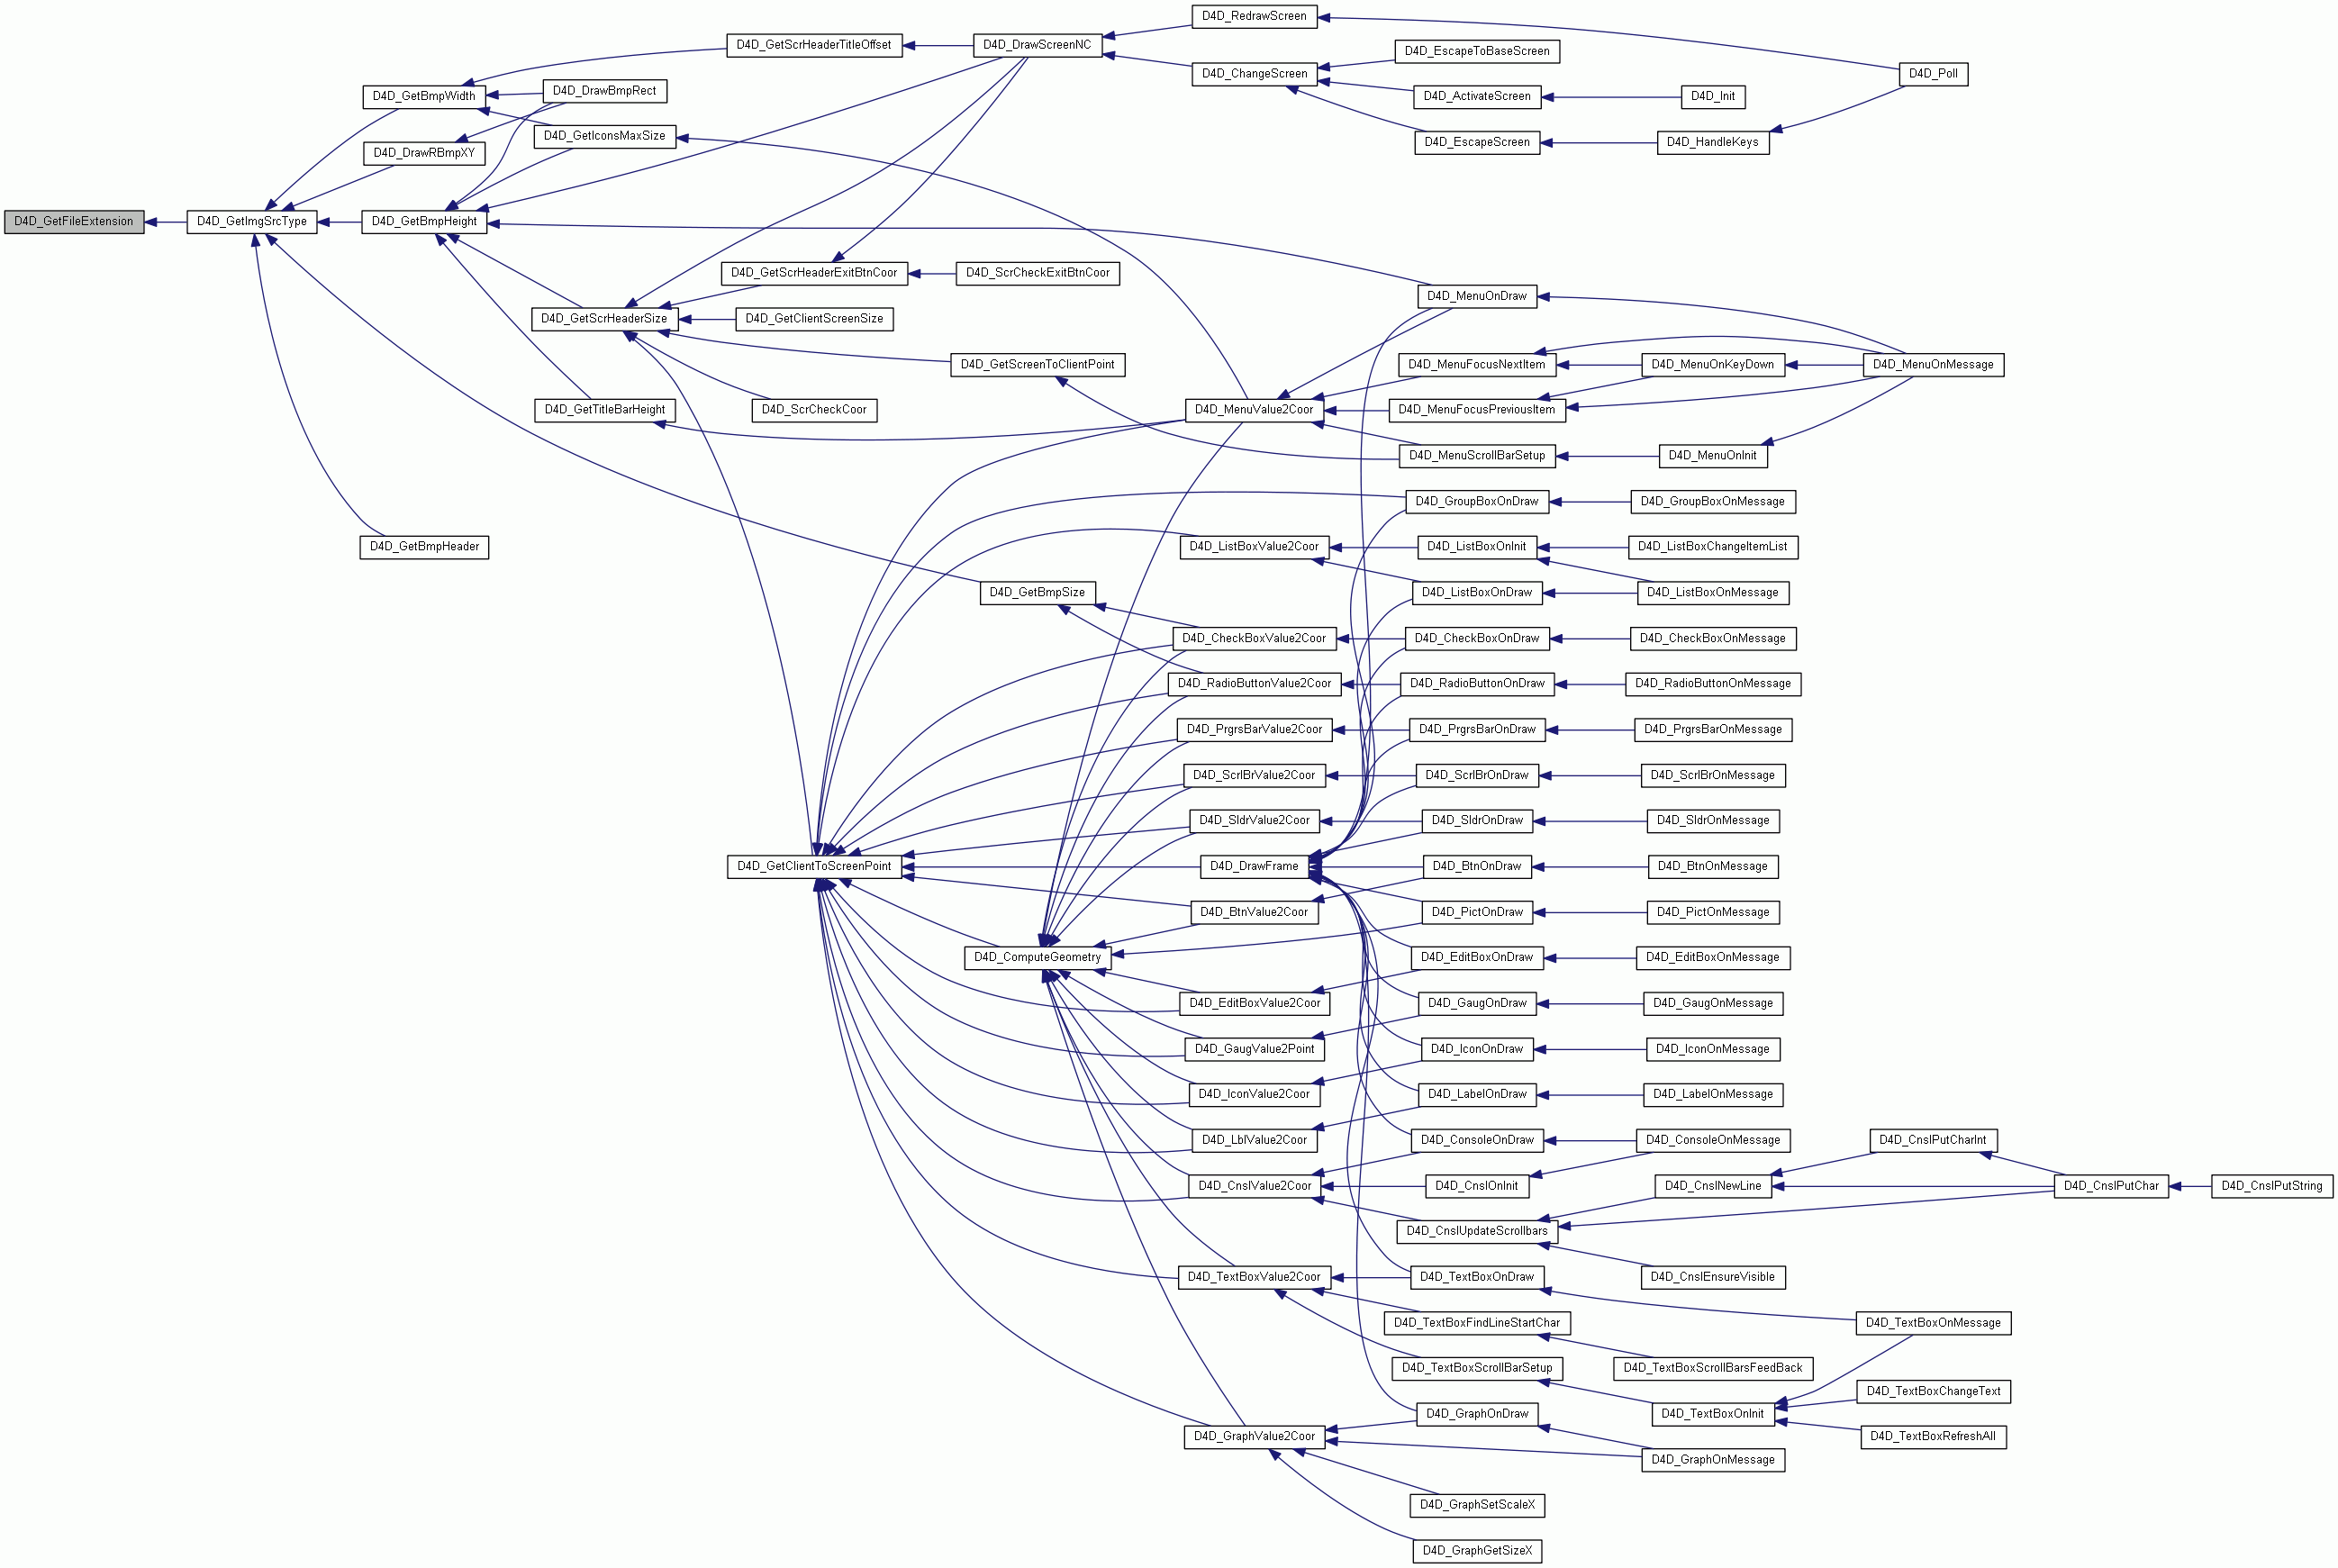 D4D_RedrawScreen
D4D_GetScrHeaderTitleOffset
D4D_DrawScreenNC
D4D_EscapeToBaseScreen
D4D_ChangeScreen
D4D_Poll
D4D_GetBmpWidth
D4D_DrawBmpRect
D4D_ActivateScreen
D4D_Init
D4D_GetIconsMaxSize
D4D_EscapeScreen
D4D_HandleKeys
D4D_DrawRBmpXY
D4D_GetFileExtension
D4D_GetImgSrcType
D4D_GetBmpHeight
D4D_GetScrHeaderExitBtnCoor
D4D_ScrCheckExitBtnCoor
D4D_MenuOnDraw
D4D_GetScrHeaderSize
D4D_GetClientScreenSize
D4D_GetScreenToClientPoint
D4D_MenuFocusNextItem
D4D_MenuOnKeyDown
D4D_MenuOnMessage
D4D_GetTitleBarHeight
D4D_ScrCheckCoor
D4D_MenuValue2Coor
D4D_MenuFocusPreviousItem
D4D_MenuScrollBarSetup
D4D_MenuOnInit
D4D_GroupBoxOnDraw
D4D_GroupBoxOnMessage
D4D_GetBmpHeader
D4D_ListBoxValue2Coor
D4D_ListBoxOnInit
D4D_ListBoxChangeItemList
D4D_GetBmpSize
D4D_ListBoxOnDraw
D4D_ListBoxOnMessage
D4D_CheckBoxValue2Coor
D4D_CheckBoxOnDraw
D4D_CheckBoxOnMessage
D4D_RadioButtonValue2Coor
D4D_RadioButtonOnDraw
D4D_RadioButtonOnMessage
D4D_PrgrsBarValue2Coor
D4D_PrgrsBarOnDraw
D4D_PrgrsBarOnMessage
D4D_ScrlBrValue2Coor
D4D_ScrlBrOnDraw
D4D_ScrlBrOnMessage
D4D_SldrValue2Coor
D4D_SldrOnDraw
D4D_SldrOnMessage
D4D_GetClientToScreenPoint
D4D_DrawFrame
D4D_BtnOnDraw
D4D_BtnOnMessage
D4D_BtnValue2Coor
D4D_PictOnDraw
D4D_PictOnMessage
D4D_ComputeGeometry
D4D_EditBoxOnDraw
D4D_EditBoxOnMessage
D4D_EditBoxValue2Coor
D4D_GaugOnDraw
D4D_GaugOnMessage
D4D_GaugValue2Point
D4D_IconOnDraw
D4D_IconOnMessage
D4D_IconValue2Coor
D4D_LabelOnDraw
D4D_LabelOnMessage
D4D_LblValue2Coor
D4D_ConsoleOnDraw
D4D_ConsoleOnMessage
D4D_CnslPutCharInt
D4D_CnslValue2Coor
D4D_CnslOnInit
D4D_CnslNewLine
D4D_CnslPutChar
D4D_CnslPutString
D4D_CnslUpdateScrollbars
D4D_TextBoxValue2Coor
D4D_TextBoxOnDraw
D4D_CnslEnsureVisible
D4D_TextBoxFindLineStartChar
D4D_TextBoxOnMessage
D4D_TextBoxScrollBarSetup
D4D_TextBoxScrollBarsFeedBack
D4D_TextBoxChangeText
D4D_GraphOnDraw
D4D_TextBoxOnInit
D4D_GraphValue2Coor
D4D_TextBoxRefreshAll
D4D_GraphOnMessage
D4D_GraphSetScaleX
D4D_GraphGetSizeX